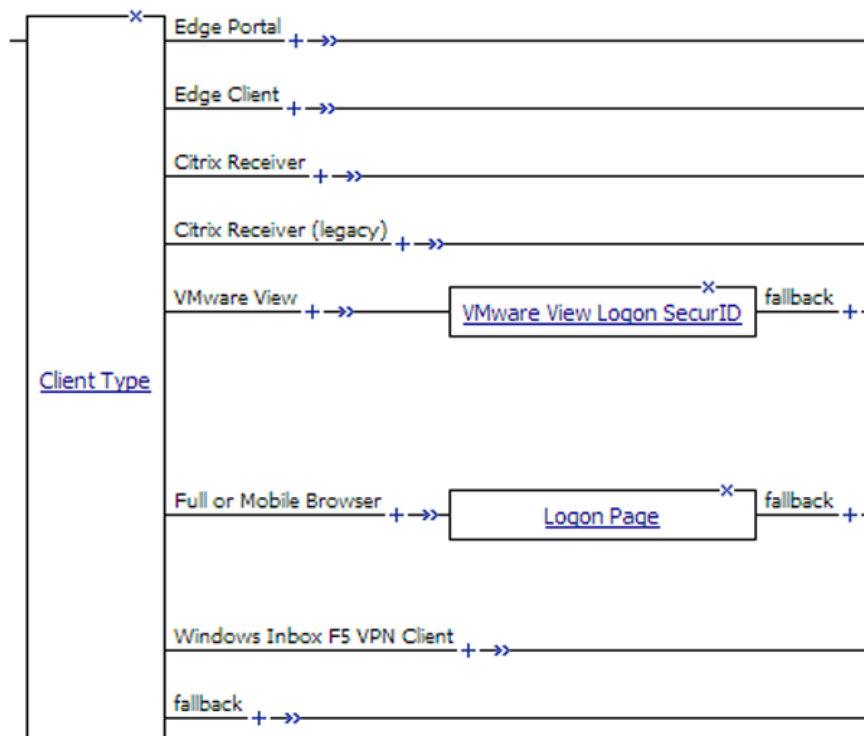 Edge Portal
Edge Client
Citrix Receiver
Citrix Receiver (legacy)
VMware View
VMware View Logon SecurID
fallback
Client Type
Full or Mobile Browser
Logon Page
fallback
Windows Inbox F5 VPN Client
fallback